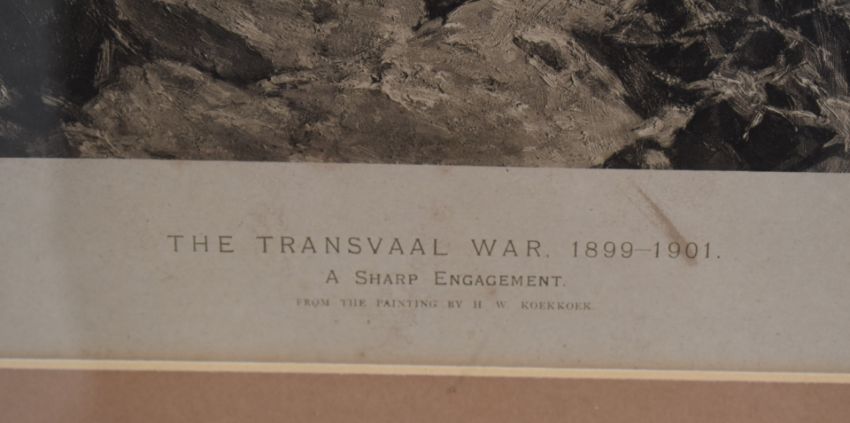 THE TRANSVAAL WAR, 1899–1901.
A SHARP ENGAGEMENT.
FROM THE PAINTING BY H. W. KOEKKOEK.